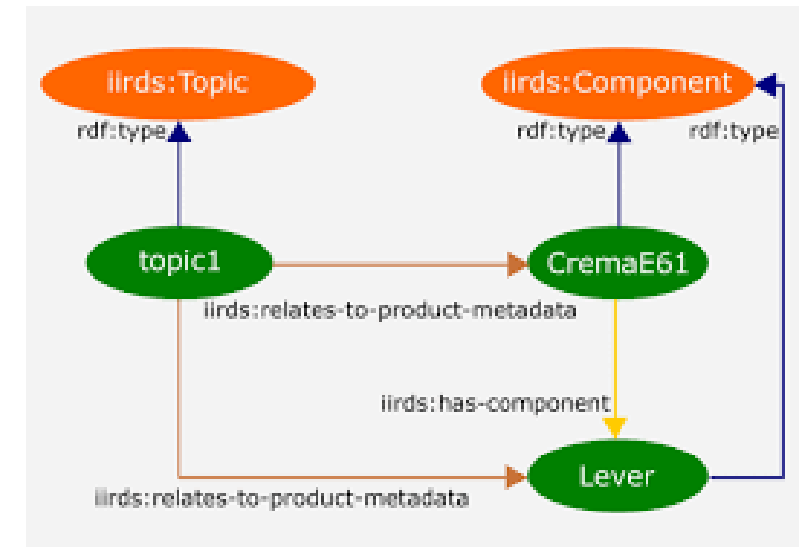 iirds:Topic
iirds:Component
rdf:type
rdf:type
rdf:type
topic1
CremaE61
iirds:relates-to-product-metadata
iirds:has-component
Lever
iirds:relates-to-product-metadata